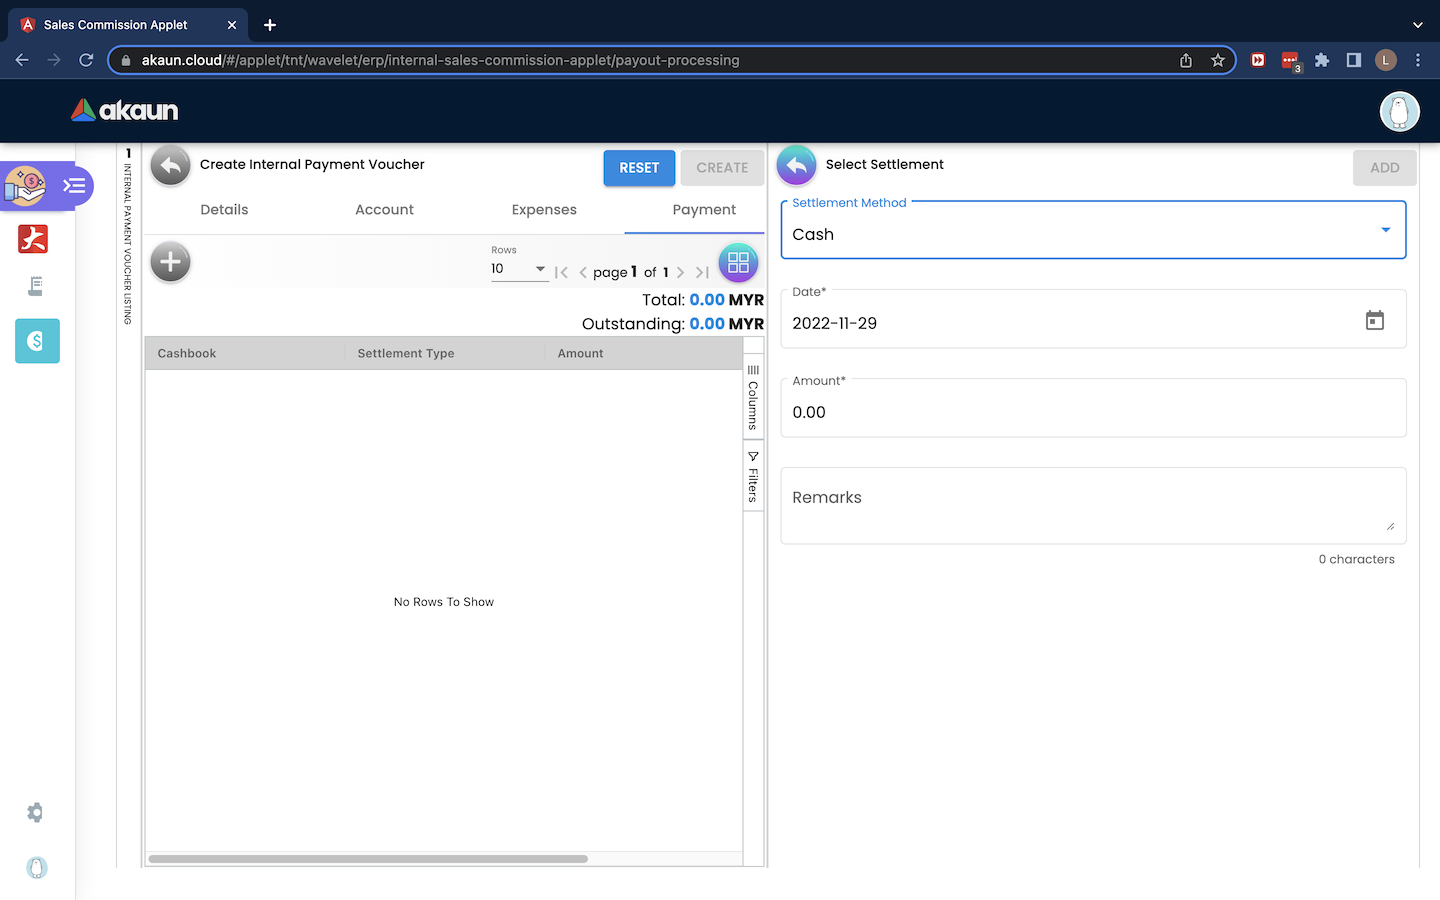 Sales Commission Applet
akaun.cloud/#/applet/tnt/wavelet/erp/internal-sales-commission-applet/payout-processing
3
L
akaun
1 INTERNAL PAYMENT VOUCHER LISTING
Create Internal Payment Voucher
RESET
CREATE
Details
Account
Expenses
Payment
Rows
10
page 1 of 1
Total: 0.00 MYR
Outstanding: 0.00 MYR
Cashbook
Settlement Type
Amount
Columns
Filters
No Rows To Show
Select Settlement
ADD
Settlement Method
Cash
Date*
2022-11-29
Amount*
0.00
Remarks
0 characters